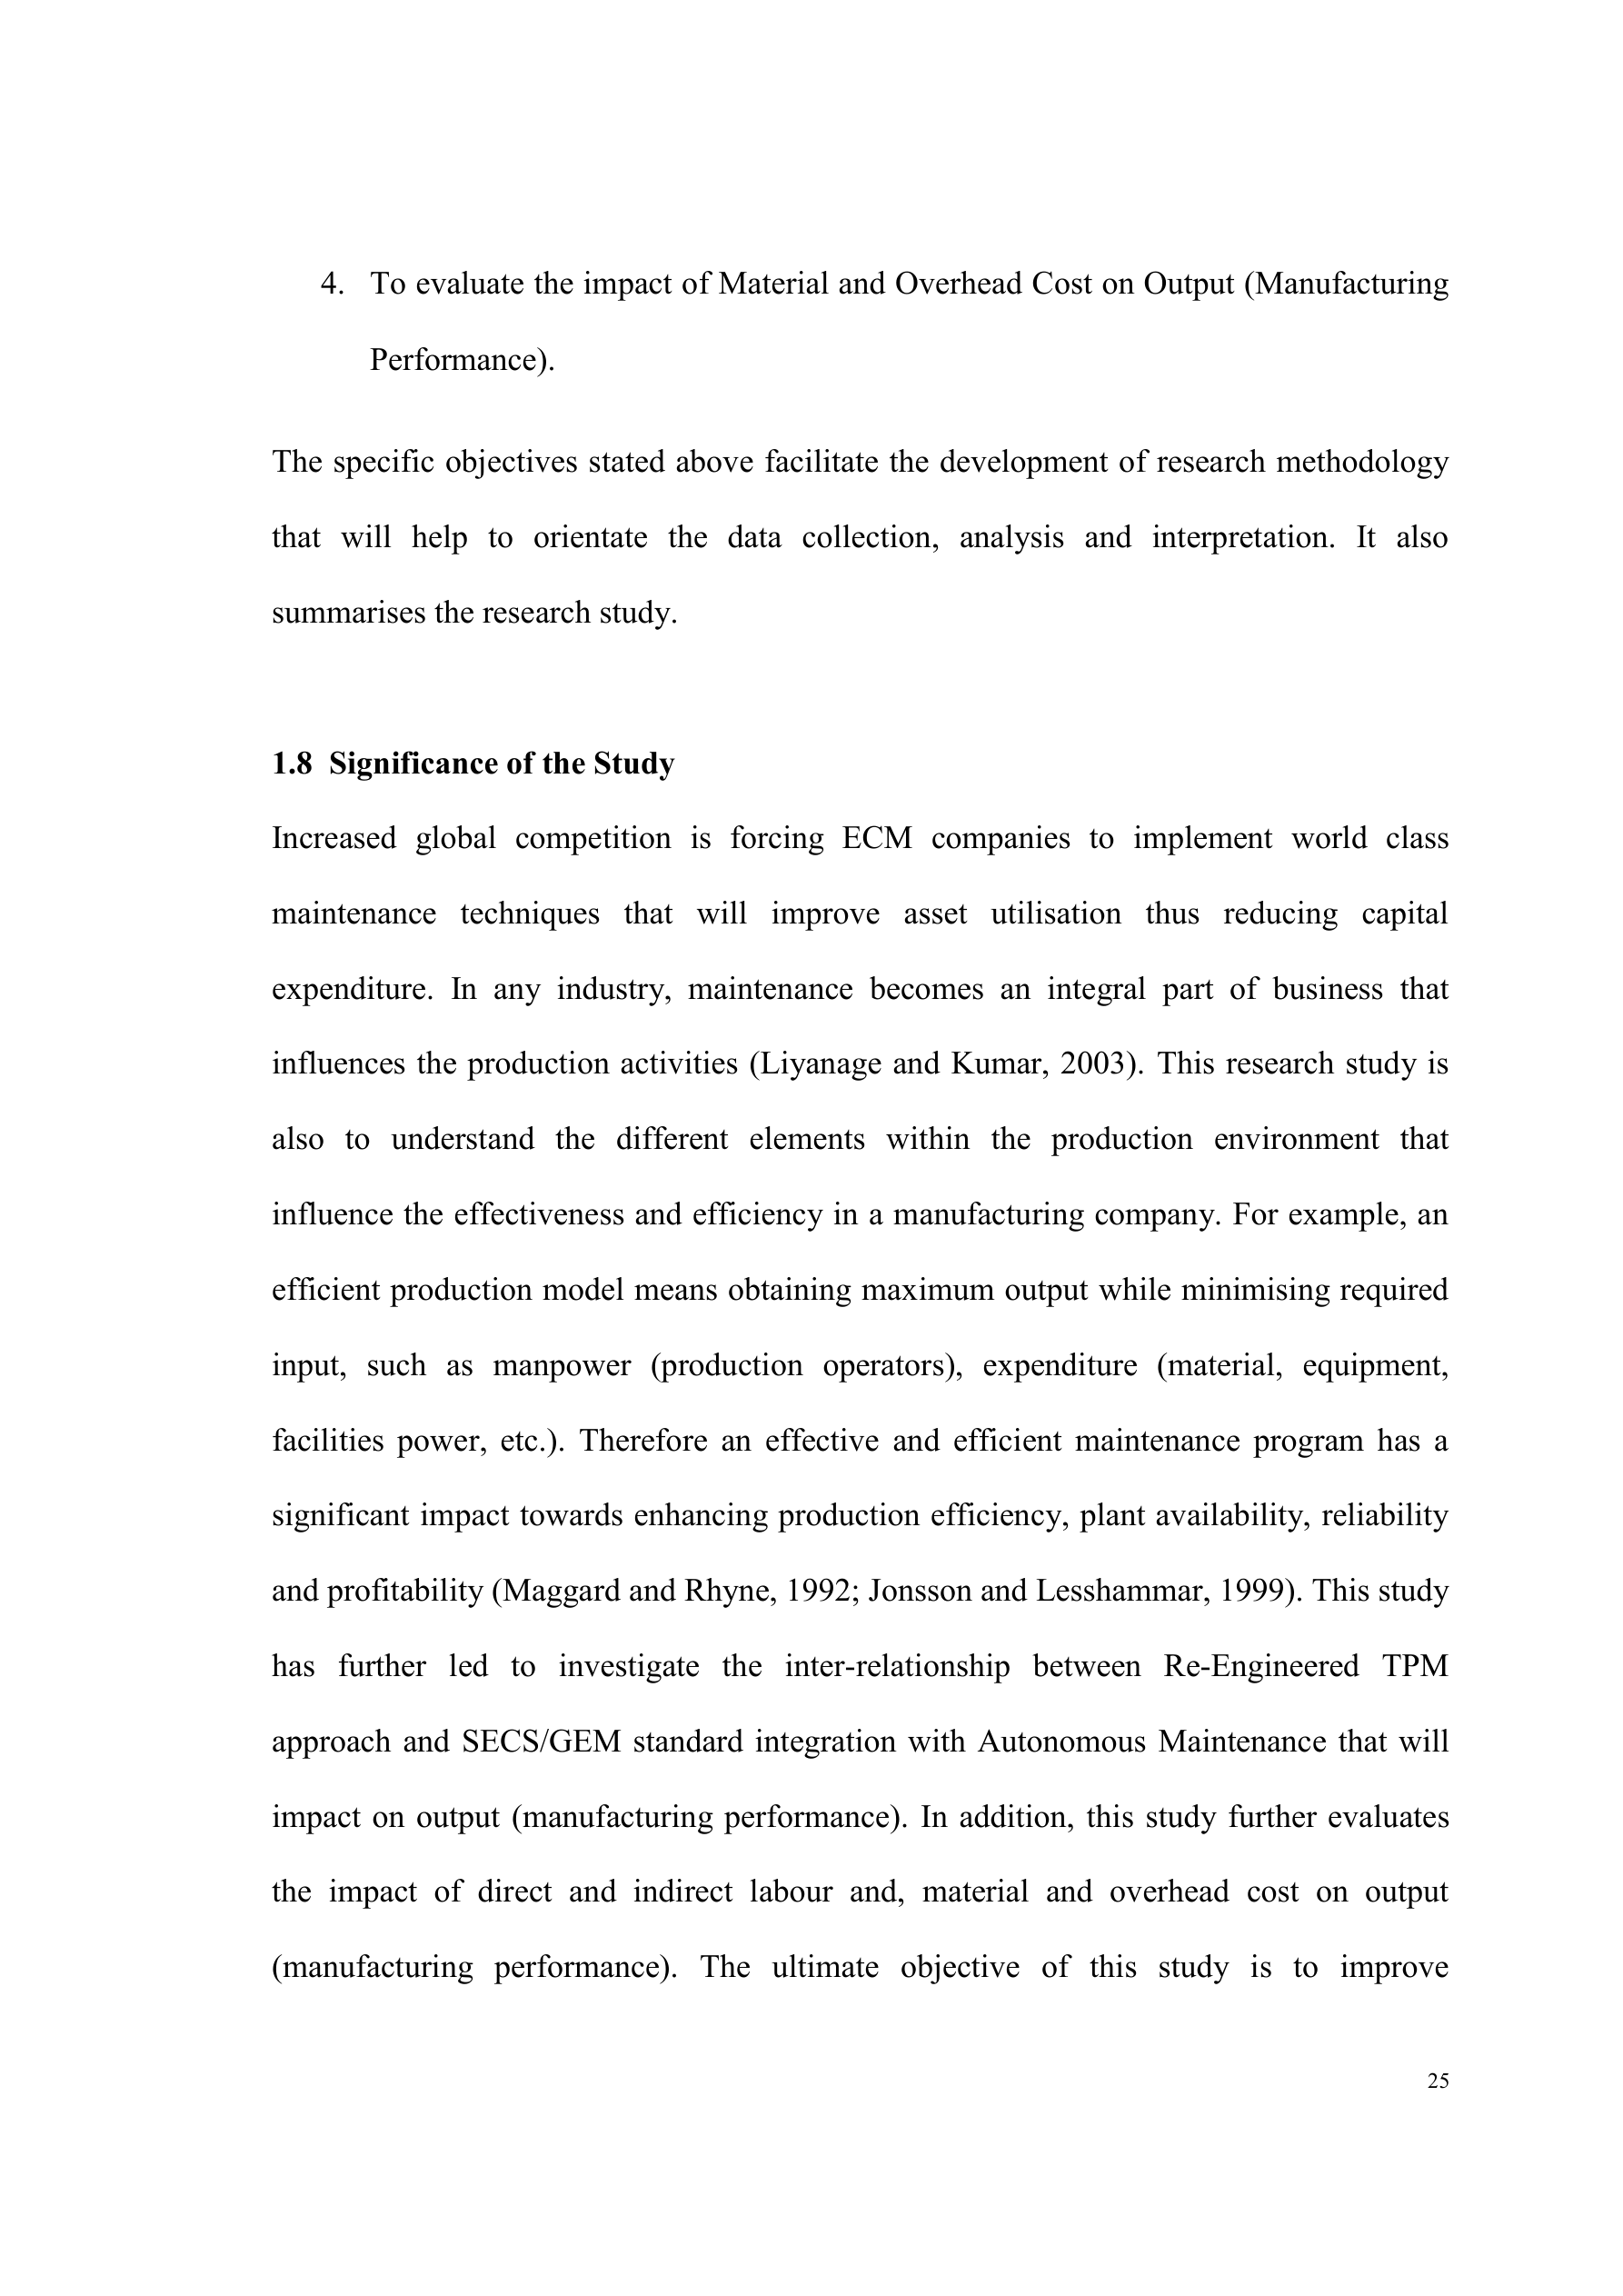 4. To evaluate the impact of Material and Overhead Cost on Output (Manufacturing
Performance).
The specific objectives stated above facilitate the development of research methodology
that will help to orientate the data collection, analysis and interpretation. It also
summarises the research study.
1.8 Significance of the Study
Increased global competition is forcing ECM companies to implement world class
maintenance techniques that will improve asset utilisation thus reducing capital
expenditure. In any industry, maintenance becomes an integral part of business that
influences the production activities (Liyanage and Kumar, 2003). This research study is
also to understand the different elements within the production environment that
influence the effectiveness and efficiency in a manufacturing company. For example, an
efficient production model means obtaining maximum output while minimising required
input, such as manpower (production operators), expenditure (material, equipment,
facilities power, etc.). Therefore an effective and efficient maintenance program has a
significant impact towards enhancing production efficiency, plant availability, reliability
and profitability (Maggard and Rhyne, 1992; Jonsson and Lesshammar, 1999). This study
has further led to investigate the inter-relationship between Re-Engineered TPM
approach and SECS/GEM standard integration with Autonomous Maintenance that will
impact on output (manufacturing performance). In addition, this study further evaluates
the impact of direct and indirect labour and, material and overhead cost on output
(manufacturing performance). The ultimate objective of this study is to improve
25